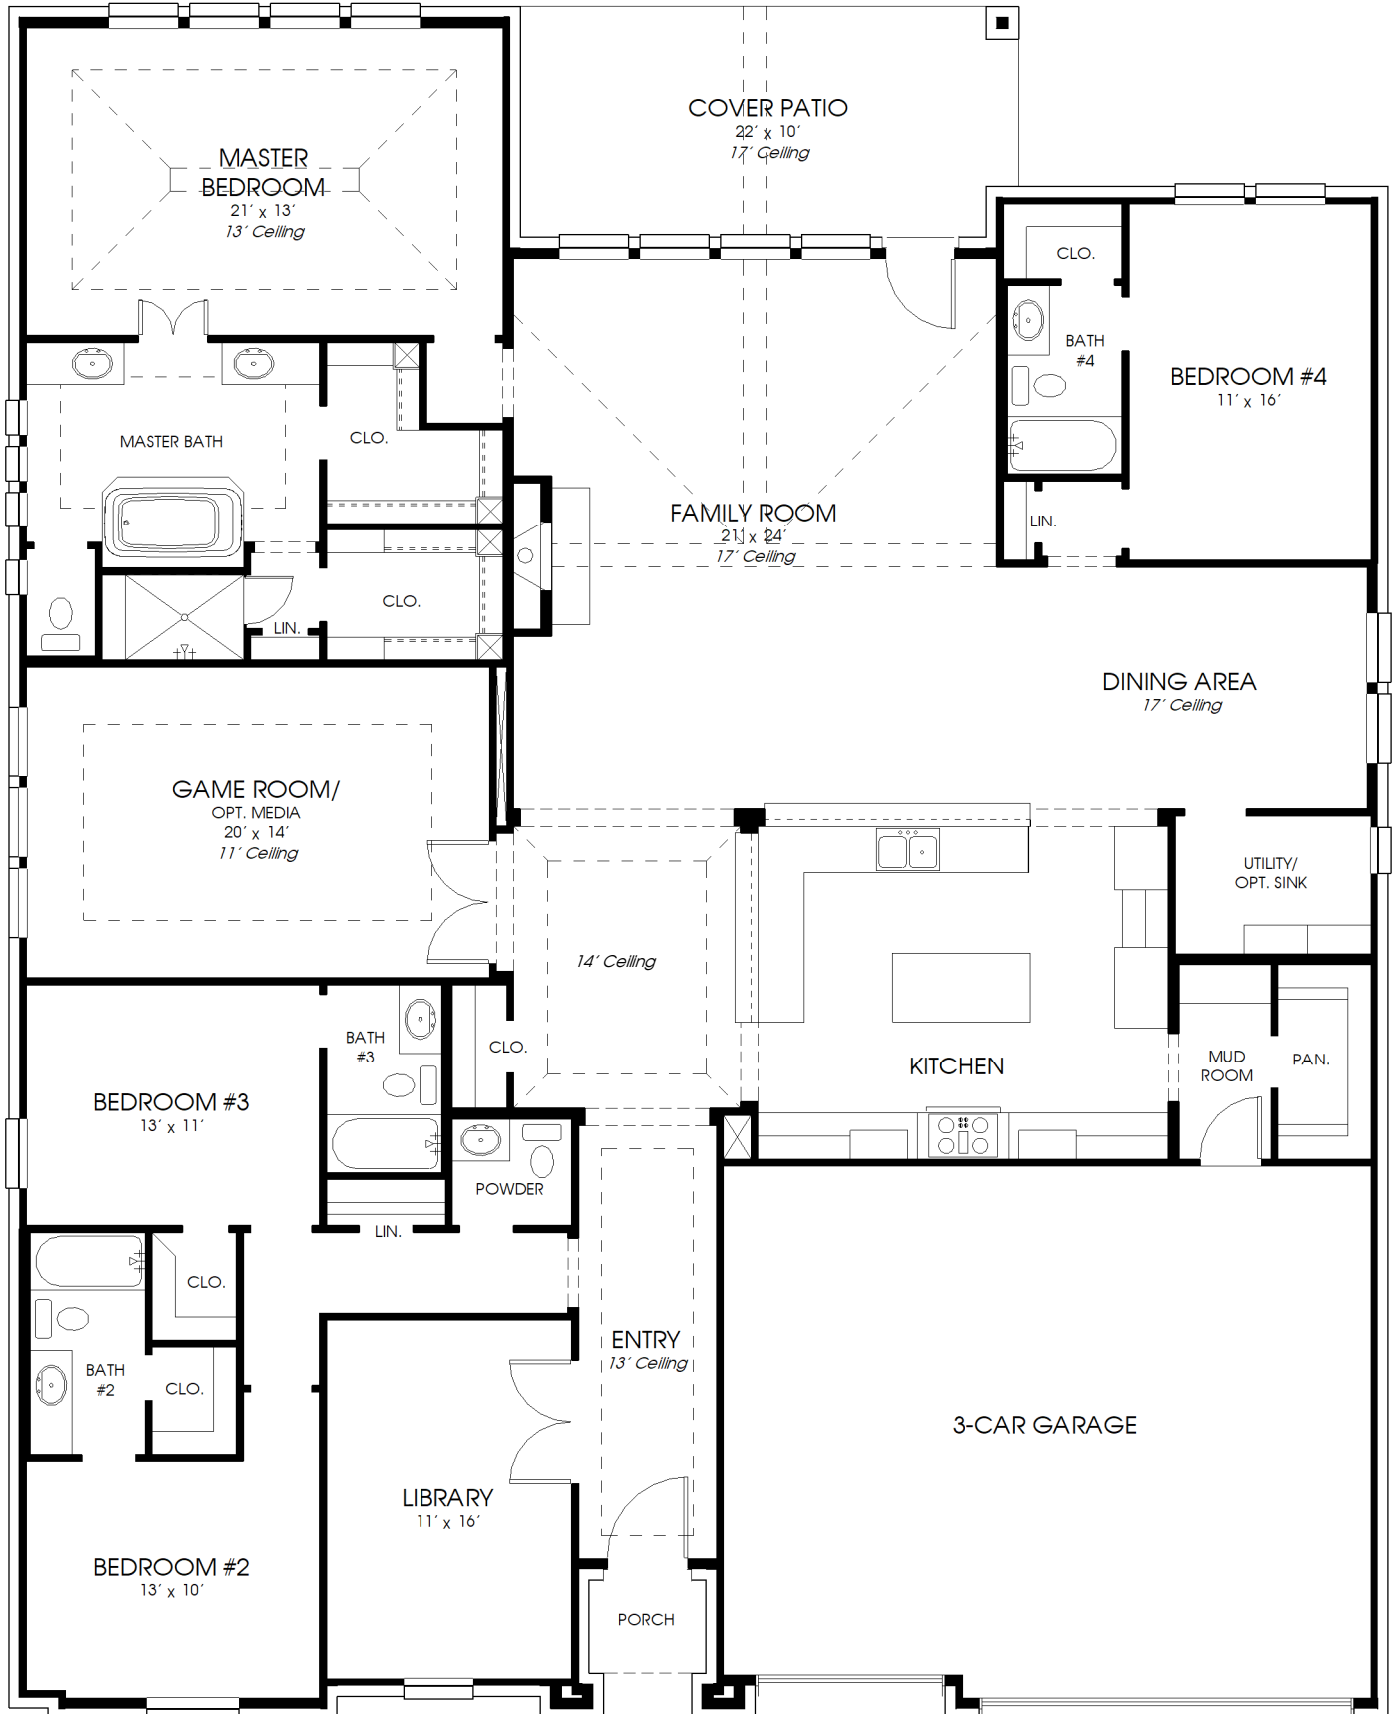 COVER PATIO
22' x 10'
17' Ceiling
MASTER
BEDROOM
21' x 13'
13' Ceiling
CLO.
BATH
#4
BEDROOM #4
11' x 16'
MASTER BATH
CLO.
FAMILY ROOM
21' x 24'
17' Ceiling
LIN.
CLO.
LIN.
DINING AREA
17' Ceiling
GAME ROOM/
OPT. MEDIA
20' x 14'
11' Ceiling
UTILITY/
OPT. SINK
14' Ceiling
BATH
#3
CLO.
KITCHEN
MUD
ROOM
PAN.
BEDROOM #3
13' x 11'
POWDER
LIN.
CLO.
ENTRY
13' Ceiling
BATH
#2
CLO.
3-CAR GARAGE
LIBRARY
11' x 16'
BEDROOM #2
13' x 10'
PORCH